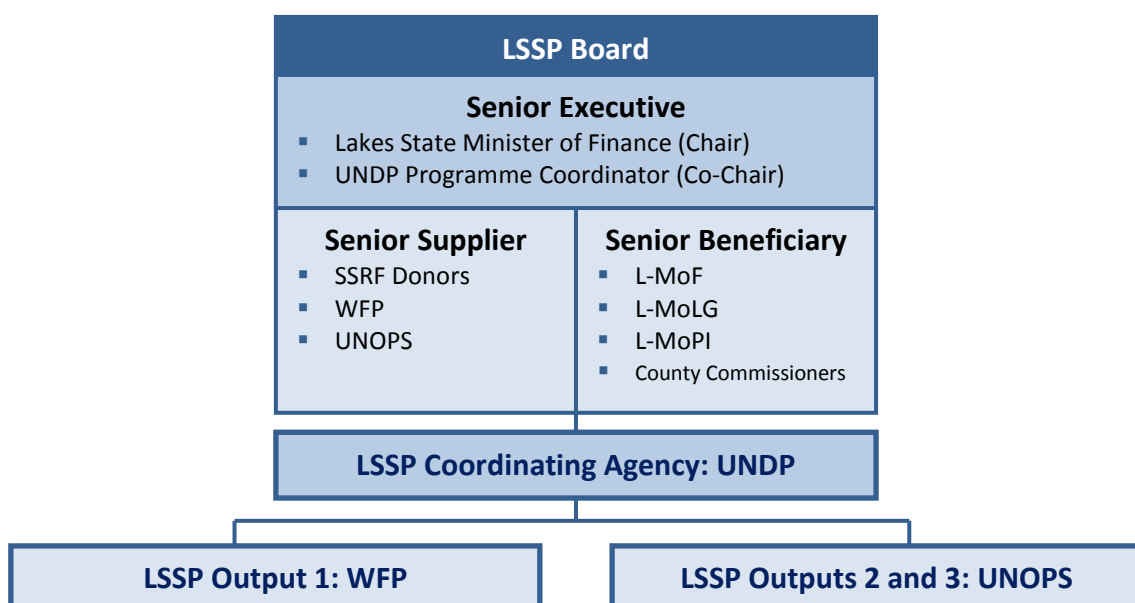 LSSP Board
Senior Executive
▪ Lakes State Minister of Finance (Chair)
▪ UNDP Programme Coordinator (Co-Chair)
Senior Supplier
▪ SSRF Donors
▪ WFP
▪ UNOPS
Senior Beneficiary
▪ L-MoF
▪ L-MoLG
▪ L-MoPI
▪ County Commissioners
LSSP Coordinating Agency: UNDP
LSSP Output 1: WFP
LSSP Outputs 2 and 3: UNOPS